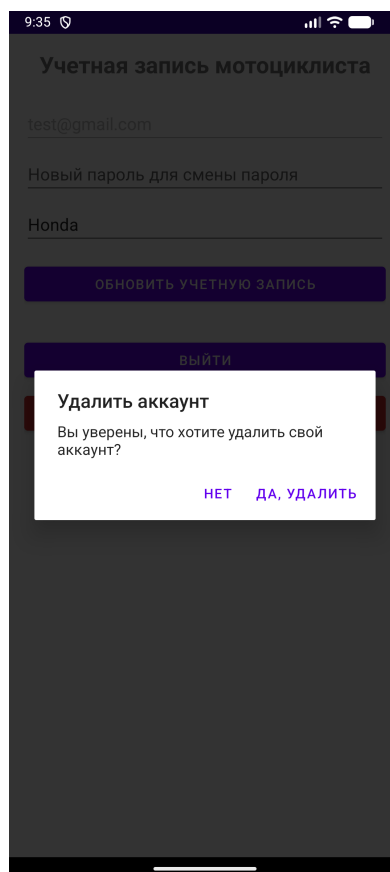 9:35
Учетная запись мотоциклиста
test@gmail.com
Новый пароль для смены пароля
Honda
ОБНОВИТЬ УЧЕТНУЮ ЗАПИСЬ
ВЫЙТИ
Удалить аккаунт
Вы уверены, что хотите удалить свой
аккаунт?
НЕТ ДА, УДАЛИТЬ